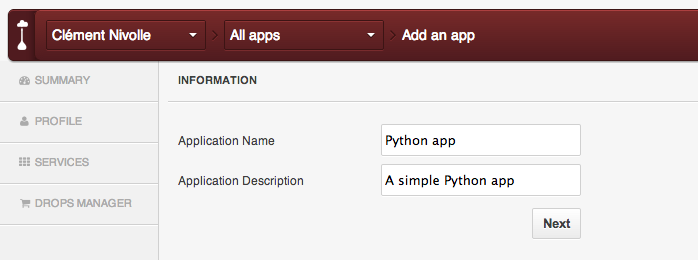 Clément Nivolle All apps Add an app
SUMMARY
PROFILE
SERVICES
DROPS MANAGER
INFORMATION
Application Name Python app
Application Description A simple Python app
Next